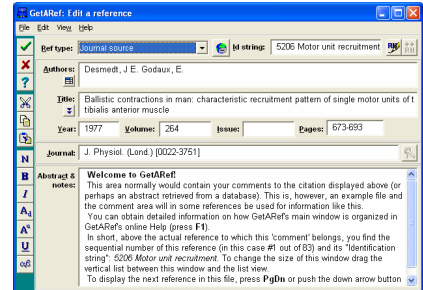 GetARef: Edit a reference
File Edit View Help
Ref type: Journal source Id string: 5206 Motor unit recruitment
Authors: Desmedt, J E. Godaux, E.
Title: Ballistic contractions in man: characteristic recruitment pattern of single motor units of t
tibialis anterior muscle
Year: 1977 Volume: 264 Issue: Pages: 673-693
Journal: J. Physiol. (Lond.) [0022-3751]
Abstract & notes:
Welcome to GetARef!
This area normally would contain your comments to the citation displayed above (or
perhaps an abstract retrieved from a database). This is, however, an example file and
the comment area will in some references be used for information like this.
You can obtain detailed information on how GetARef's main window is organized in
GetARef's online Help (press F1).
In short, above the actual reference to which this 'comment' belongs, you find the
sequential number of this reference (in this case #1 out of 83) and its "Identification
string": 5206 Motor unit recruitment. To change the size of this window drag the
vertical list between this window and the list view.
To display the next reference in this file, press PgDn or push the down arrow button
N
B
I
Ad
Aa
U
αβ